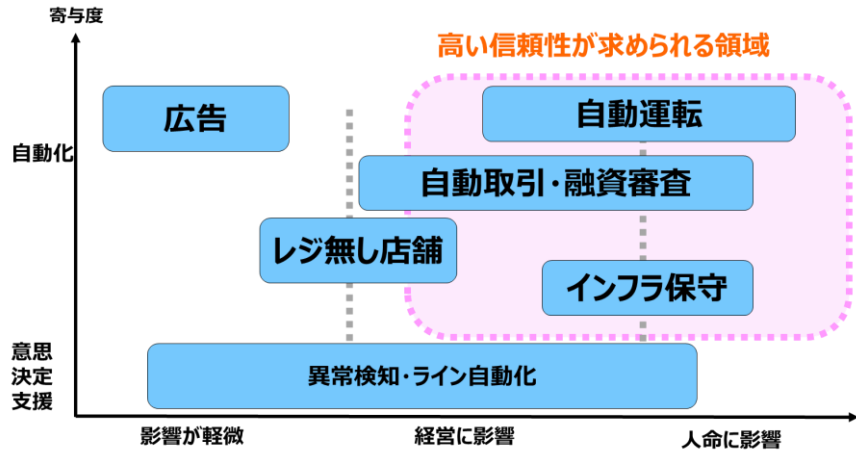 寄与度
高い信頼性が求められる領域
広告
自動運転
自動化
自動取引・融資審査
レジ無し店舗
インフラ保守
意思
決定
支援
異常検知・ライン自動化
影響が軽微
経営に影響
人命に影響